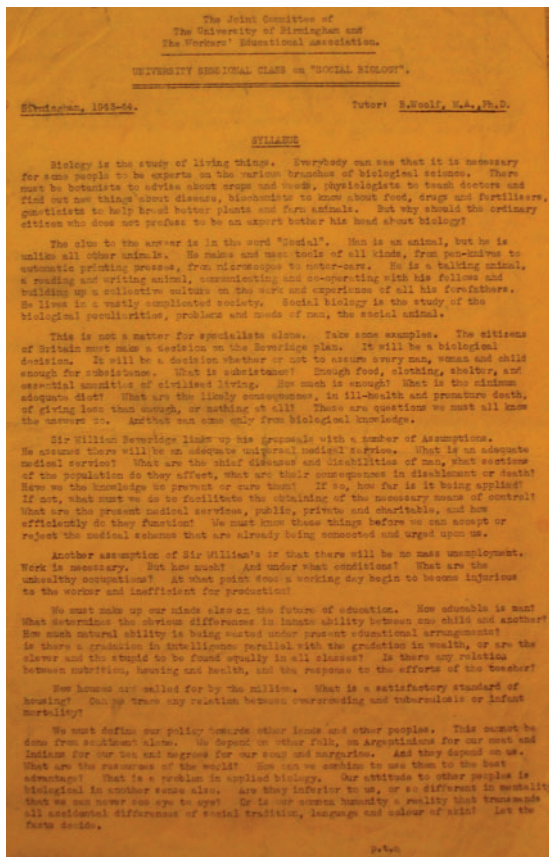 The Joint Committee of
The University of Birmingham and
The Workers' Educational Association.
UNIVERSITY SESSIONAL CLASS on "SOCIAL BIOLOGY".
Birmingham, 1943-44. Tutor: B.Woolf, M.A.,Ph.D.
SYLLABUS
Biology is the study of living things. Everybody can see that it is necessary
for some people to be experts on the various branches of biological science. There
must be botanists to advise about crops and weeds, physiologists to teach doctors and
find out new things about disease, biochemists to know about food, drugs and fertilisers,
geneticists to help breed better plants and farm animals. But why should the ordinary
citizen who does not profess to be an expert bother his head about biology?
The clue to the answer is in the word "Social". Man is an animal, but he is
unlike all other animals. He makes and uses tools of all kinds, from pen-knives to
automatic printing presses, from microscopes to motor-cars. He is a talking animal,
a reading and writing animal, communicating and co-operating with his fellows and
building up a collective culture on the work and experience of all his forefathers.
He lives in a vastly complicated society. Social biology is the study of the
biological peculiarities, problems and needs of man, the social animal.
This is not a matter for specialists alone. Take some examples. The citizens
of Britain must make a decision on the Beveridge plan. It will be a biological
decision. It will be a decision whether or not to assure every man, woman and child
enough for subsistence. What is subsistance? Enough food, clothing, shelter, and
essential amenities of civilised living. How much is enough? What is the minimum
adequate diet? What are the likely consequences, in ill-health and premature death,
of giving less than enough, or nothing at all? These are questions we must all know
the answers to. And that can come only from biological knowledge.
Sir William Beveridge links up his proposals with a number of Assumptions.
He assumes there will be an adequate universal medical service. What is an adequate
medical service? What are the chief diseases and disabilities of man, what sections
of the population do they affect, what are their consequences in disablement or death?
Have we the knowledge to prevent or cure them? If so, how far is it being applied?
If not, what must we do to facilitate the obtaining of the necessary means of control?
What are the present medical services, public, private and charitable, and how
efficiently do they function? We must know these things before we can accept or
reject the medical schemes that are already being concocted and urged upon us.
Another assumption of Sir William's is that there will be no mass unemployment.
Work is necessary. But how much? And under what conditions? What are the
unhealthy occupations? At what point does a working day begin to become injurious
to the worker and inefficient for production?
We must make up our minds also on the future of education. How educable is man?
What determines the obvious differences in innate ability between one child and another?
How much natural ability is being wasted under present educational arrangements?
Is there a gradation in intelligence parallel with the gradation in wealth, or are the
clever and the stupid to be found equally in all classes? Is there any relation
between nutrition, housing and health, and the response to the efforts of the teacher?
New houses are called for by the million. What is a satisfactory standard of
housing? Can we trace any relation between overcrowding and tuberculosis or infant
mortality?
We must define our policy towards other lands and other peoples. This cannot be
done from sentiment alone. We depend on other folk, on Argentinians for our meat and
Indians for our tea and negroes for our soap and margarine. And they depend on us.
What are the resources of the world? How can we combine to use them to the best
advantage? That is a problem in applied biology. Our attitude to other peoples is
biological in another sense also. Are they inferior to us, or so different in mentality
that we can never see eye to eye? Or is our common humanity a reality that transcends
all accidental differences of social tradition, language and colour of skin? Let the
facts decide.
p.t.o